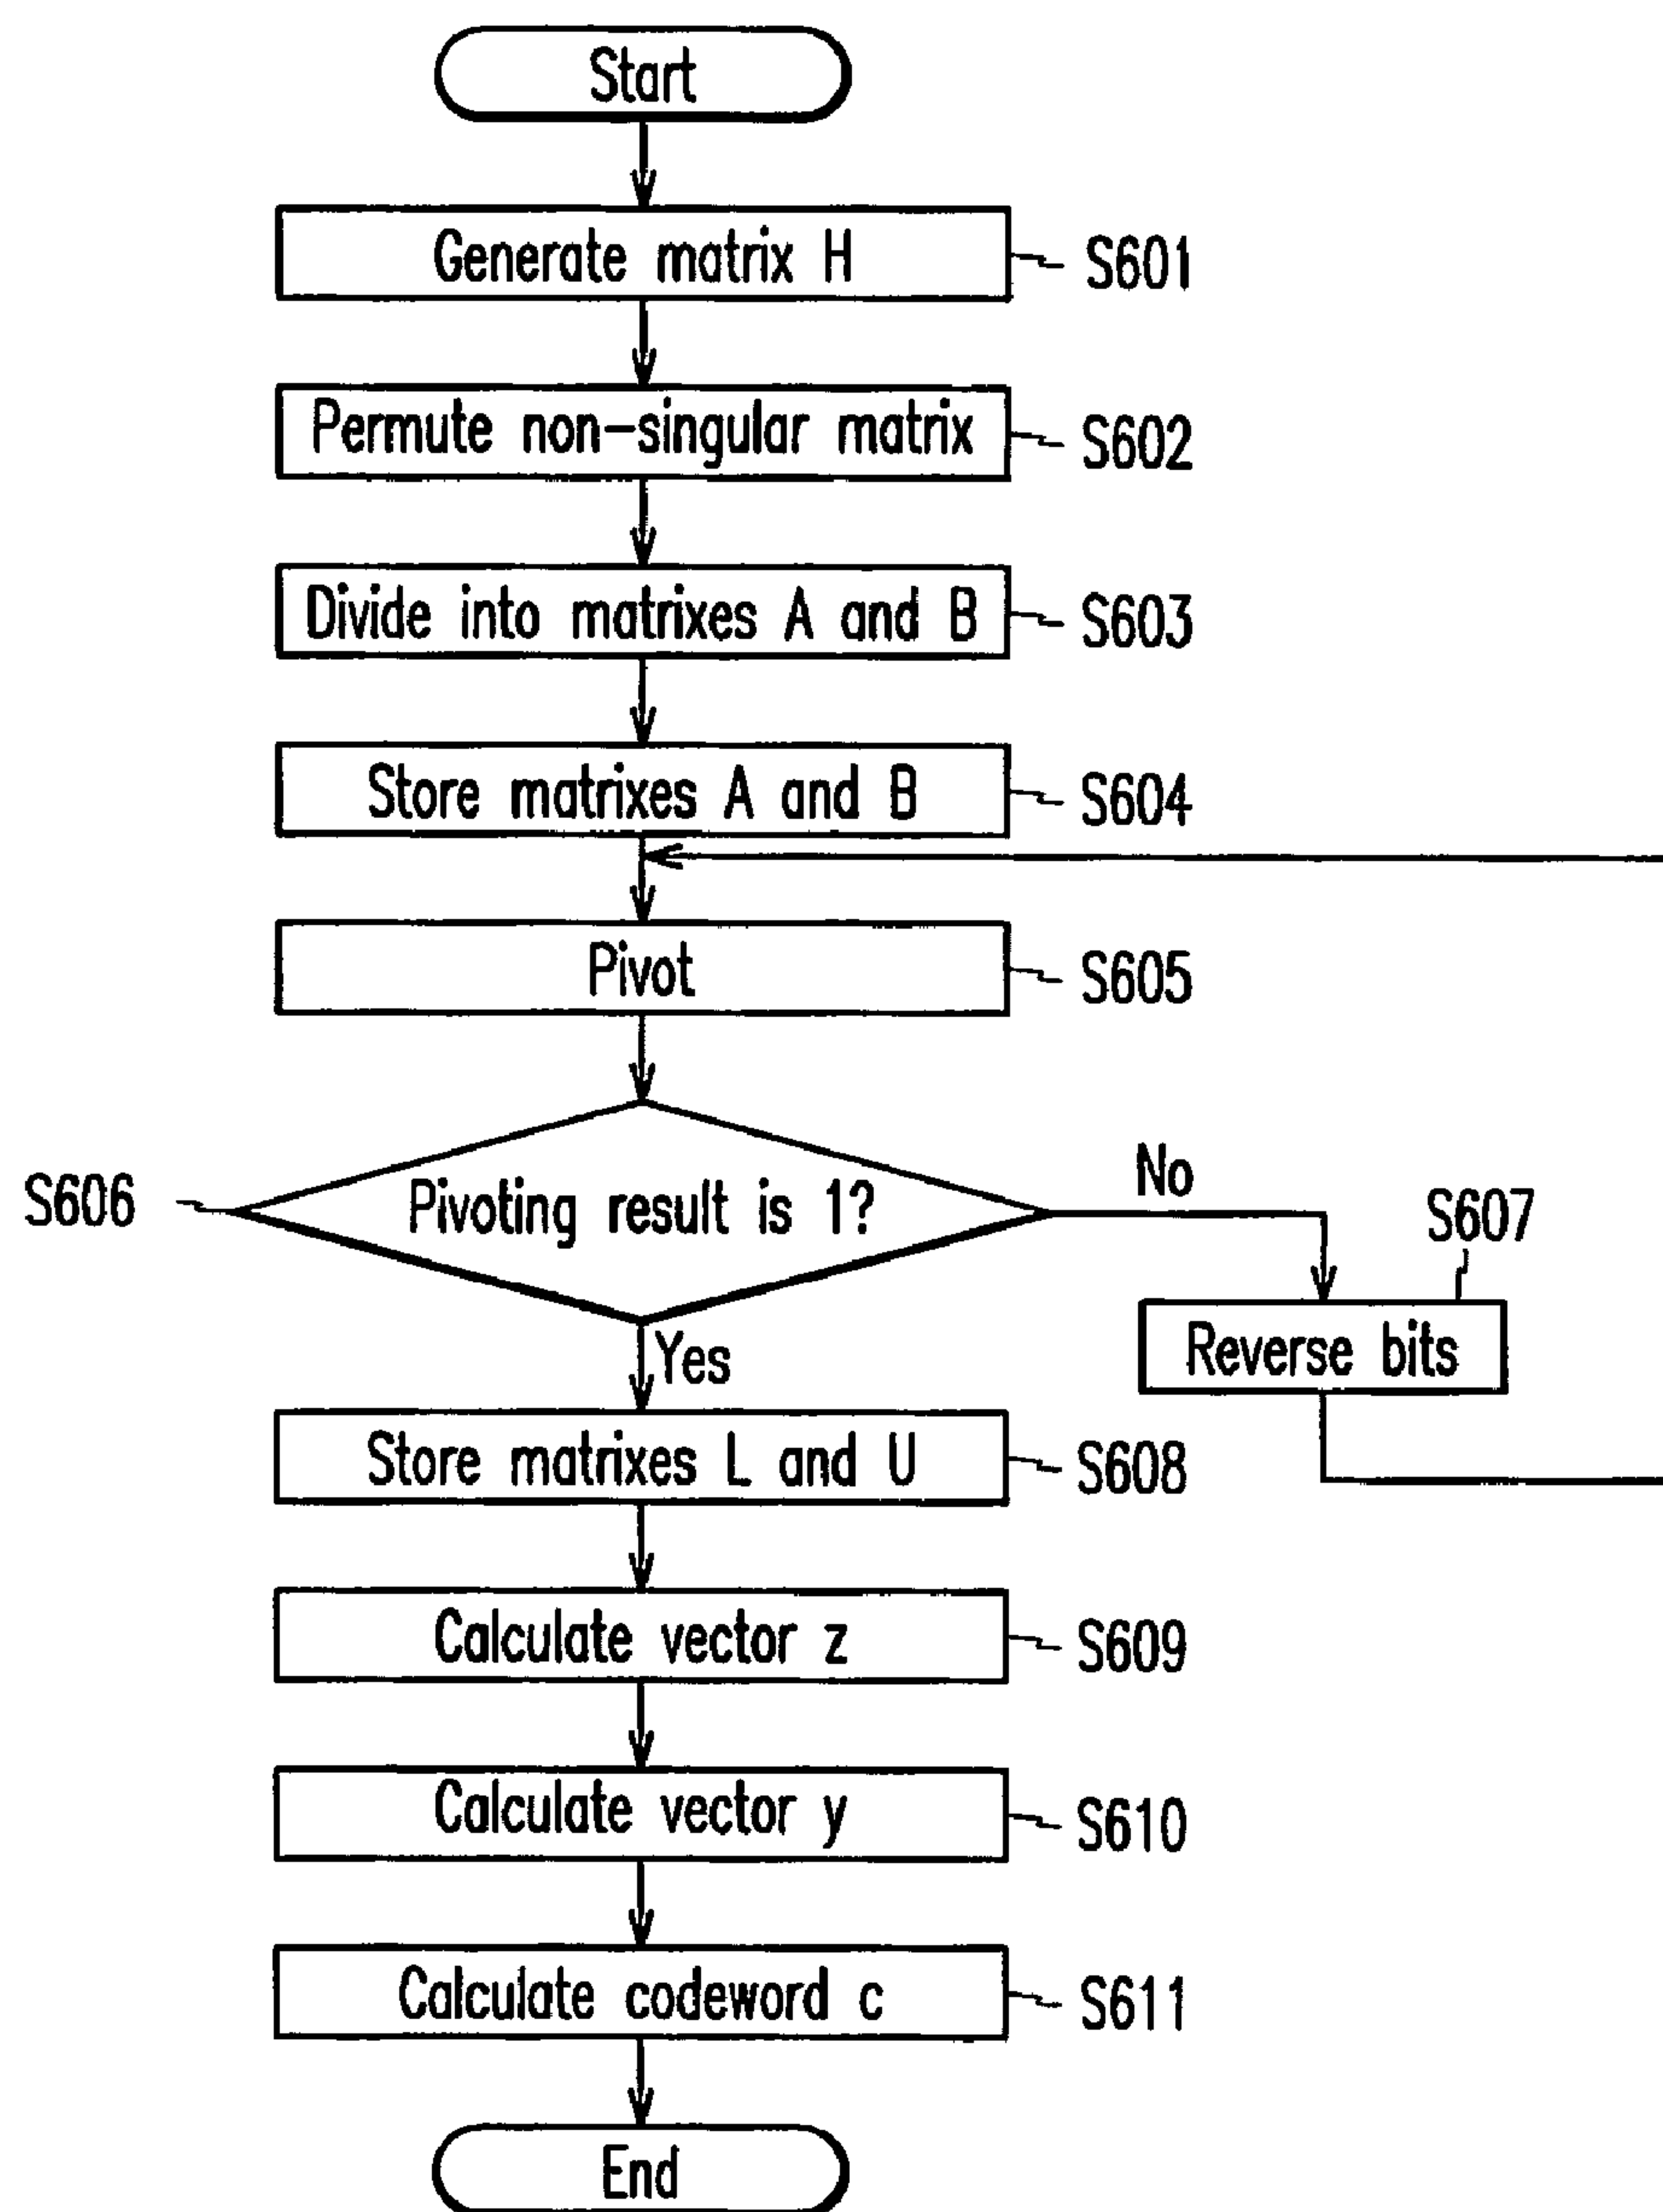 Start
Generate matrix H
S601
Permute non-singular matrix
S602
Divide into matrixes A and B
S603
Store matrixes A and B
S604
Pivot
S605
S606
Pivoting result is 1?
No
S607
Reverse bits
Yes
Store matrixes L and U
S608
Calculate vector z
S609
Calculate vector y
S610
Calculate codeword c
S611
End